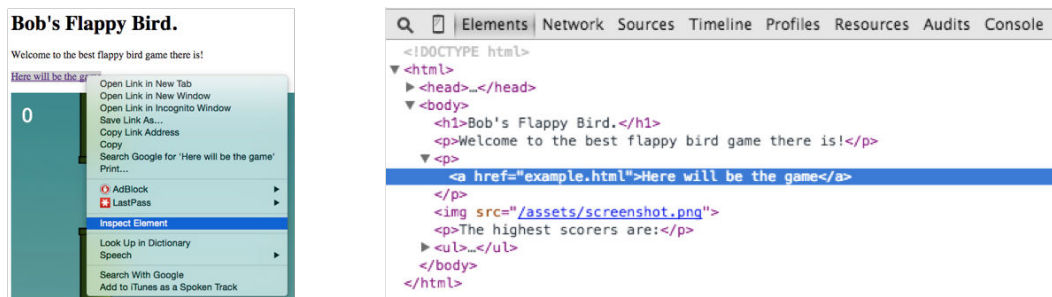 Bob's Flappy Bird.
Welcome to the best flappy bird game there is!
Here will be the game
0
Open Link in New Tab
Open Link in New Window
Open Link in Incognito Window
Save Link As...
Copy Link Address
Copy
Search Google for 'Here will be the game'
Print...
AdBlock
LastPass
Inspect Element
Look Up in Dictionary
Speech
Search With Google
Add to iTunes as a Spoken Track
Elements Network Sources Timeline Profiles Resources Audits Console
<!DOCTYPE html>
▼<html>
▶<head>…</head>
▼<body>
<h1>Bob's Flappy Bird.</h1>
<p>Welcome to the best flappy bird game there is!</p>
▼<p>
<a href="example.html">Here will be the game</a>
</p>
<img src="/assets/screenshot.png">
<p>The highest scorers are:</p>
▶<ul>…</ul>
</body>
</html>